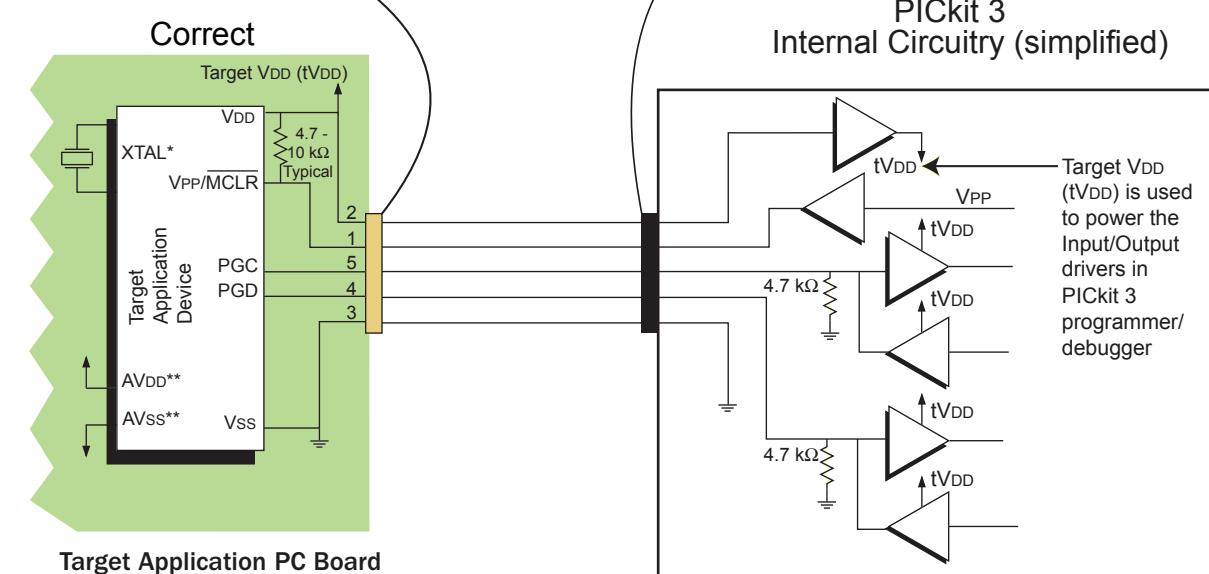 Correct
PICkit 3
Internal Circuitry (simplified)
Target VDD (tVDD)
VDD
4.7 -
10 kΩ
Typical
XTAL*
VPP/MCLR
Target
Application
Device
PGC
PGD
AVDD**
AVSS**
VSS
2
1
5
4
3
tVDD
VPP
tVDD
4.7 kΩ
tVDD
tVDD
4.7 kΩ
tVDD
Target VDD
(tVDD) is used
to power the
Input/Output
drivers in
PICkit 3
programmer/
debugger
Target Application PC Board